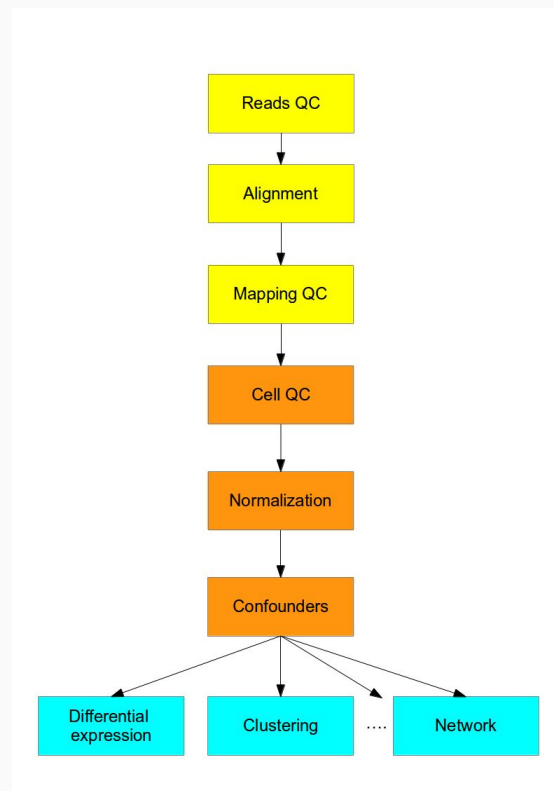 Reads QC
Alignment
Mapping QC
Cell QC
Normalization
Confounders
Differential
expression
Clustering
....
Network